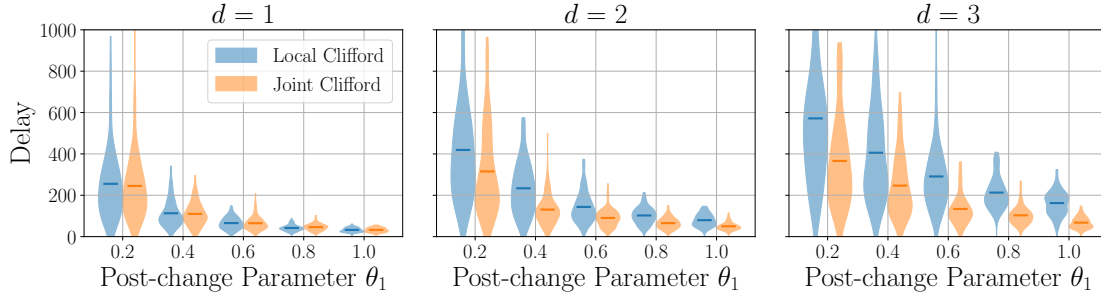 d = 1
d = 2
d = 3
Delay
1000
800
600
400
200
0
Local Clifford
Joint Clifford
0.2 0.4 0.6 0.8 1.0
0.2 0.4 0.6 0.8 1.0
0.2 0.4 0.6 0.8 1.0
Post-change Parameter θ₁
Post-change Parameter θ₁
Post-change Parameter θ₁